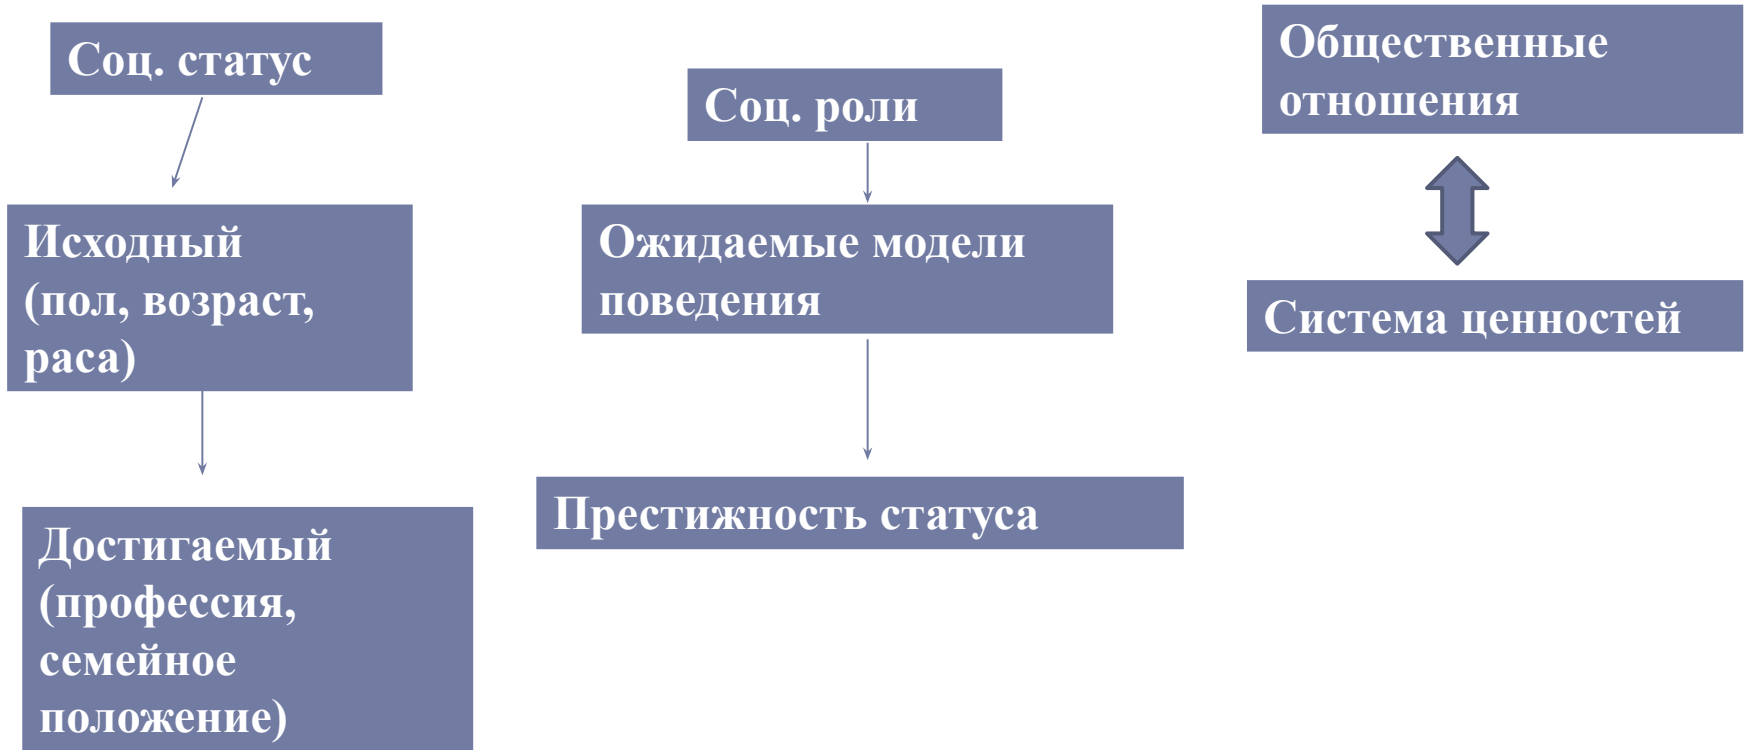 Соц. статус
Исходный
(пол, возраст,
раса)
Достигаемый
(профессия,
семейное
положение)
Соц. роли
Ожидаемые модели
поведения
Престижность статуса
Общественные
отношения
Система ценностей